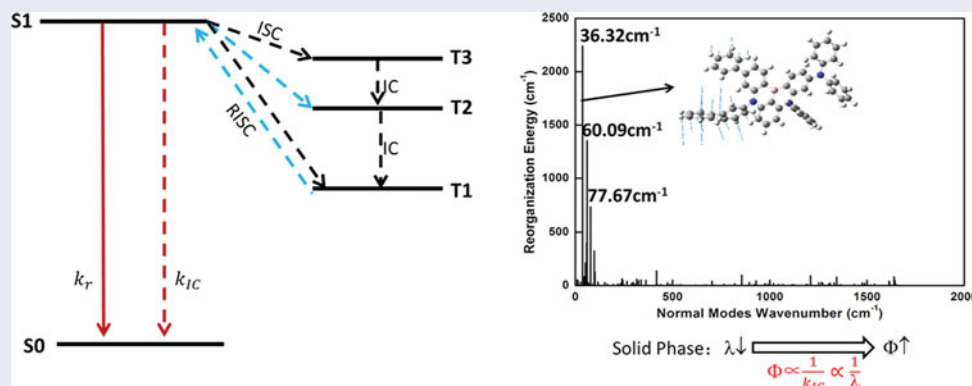 S1
ISC
T3
IC
T2
RISC
IC
T1
k_r
k_IC
S0
Reorganization Energy (cm⁻¹)
2500
2000
1500
1000
500
0
36.32cm⁻¹
60.09cm⁻¹
77.67cm⁻¹
0 500 1000 1500 200
Normal Modes Wavenumber (cm⁻¹)
Solid Phase: λ↓ Φ↑
Φ∝1/k_IC∝1/λ